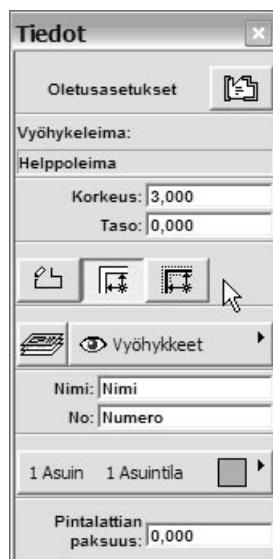 Tiedot
Oletusasetukset
Vyöhykeleima:
Helppoleima
Korkeus: 3,000
Taso: 0,000
Vyöhykkeet
Nimi: Nimi
No: Numero
1 Asuin 1 Asuintila
Pintalattian
paksuus: 0,000